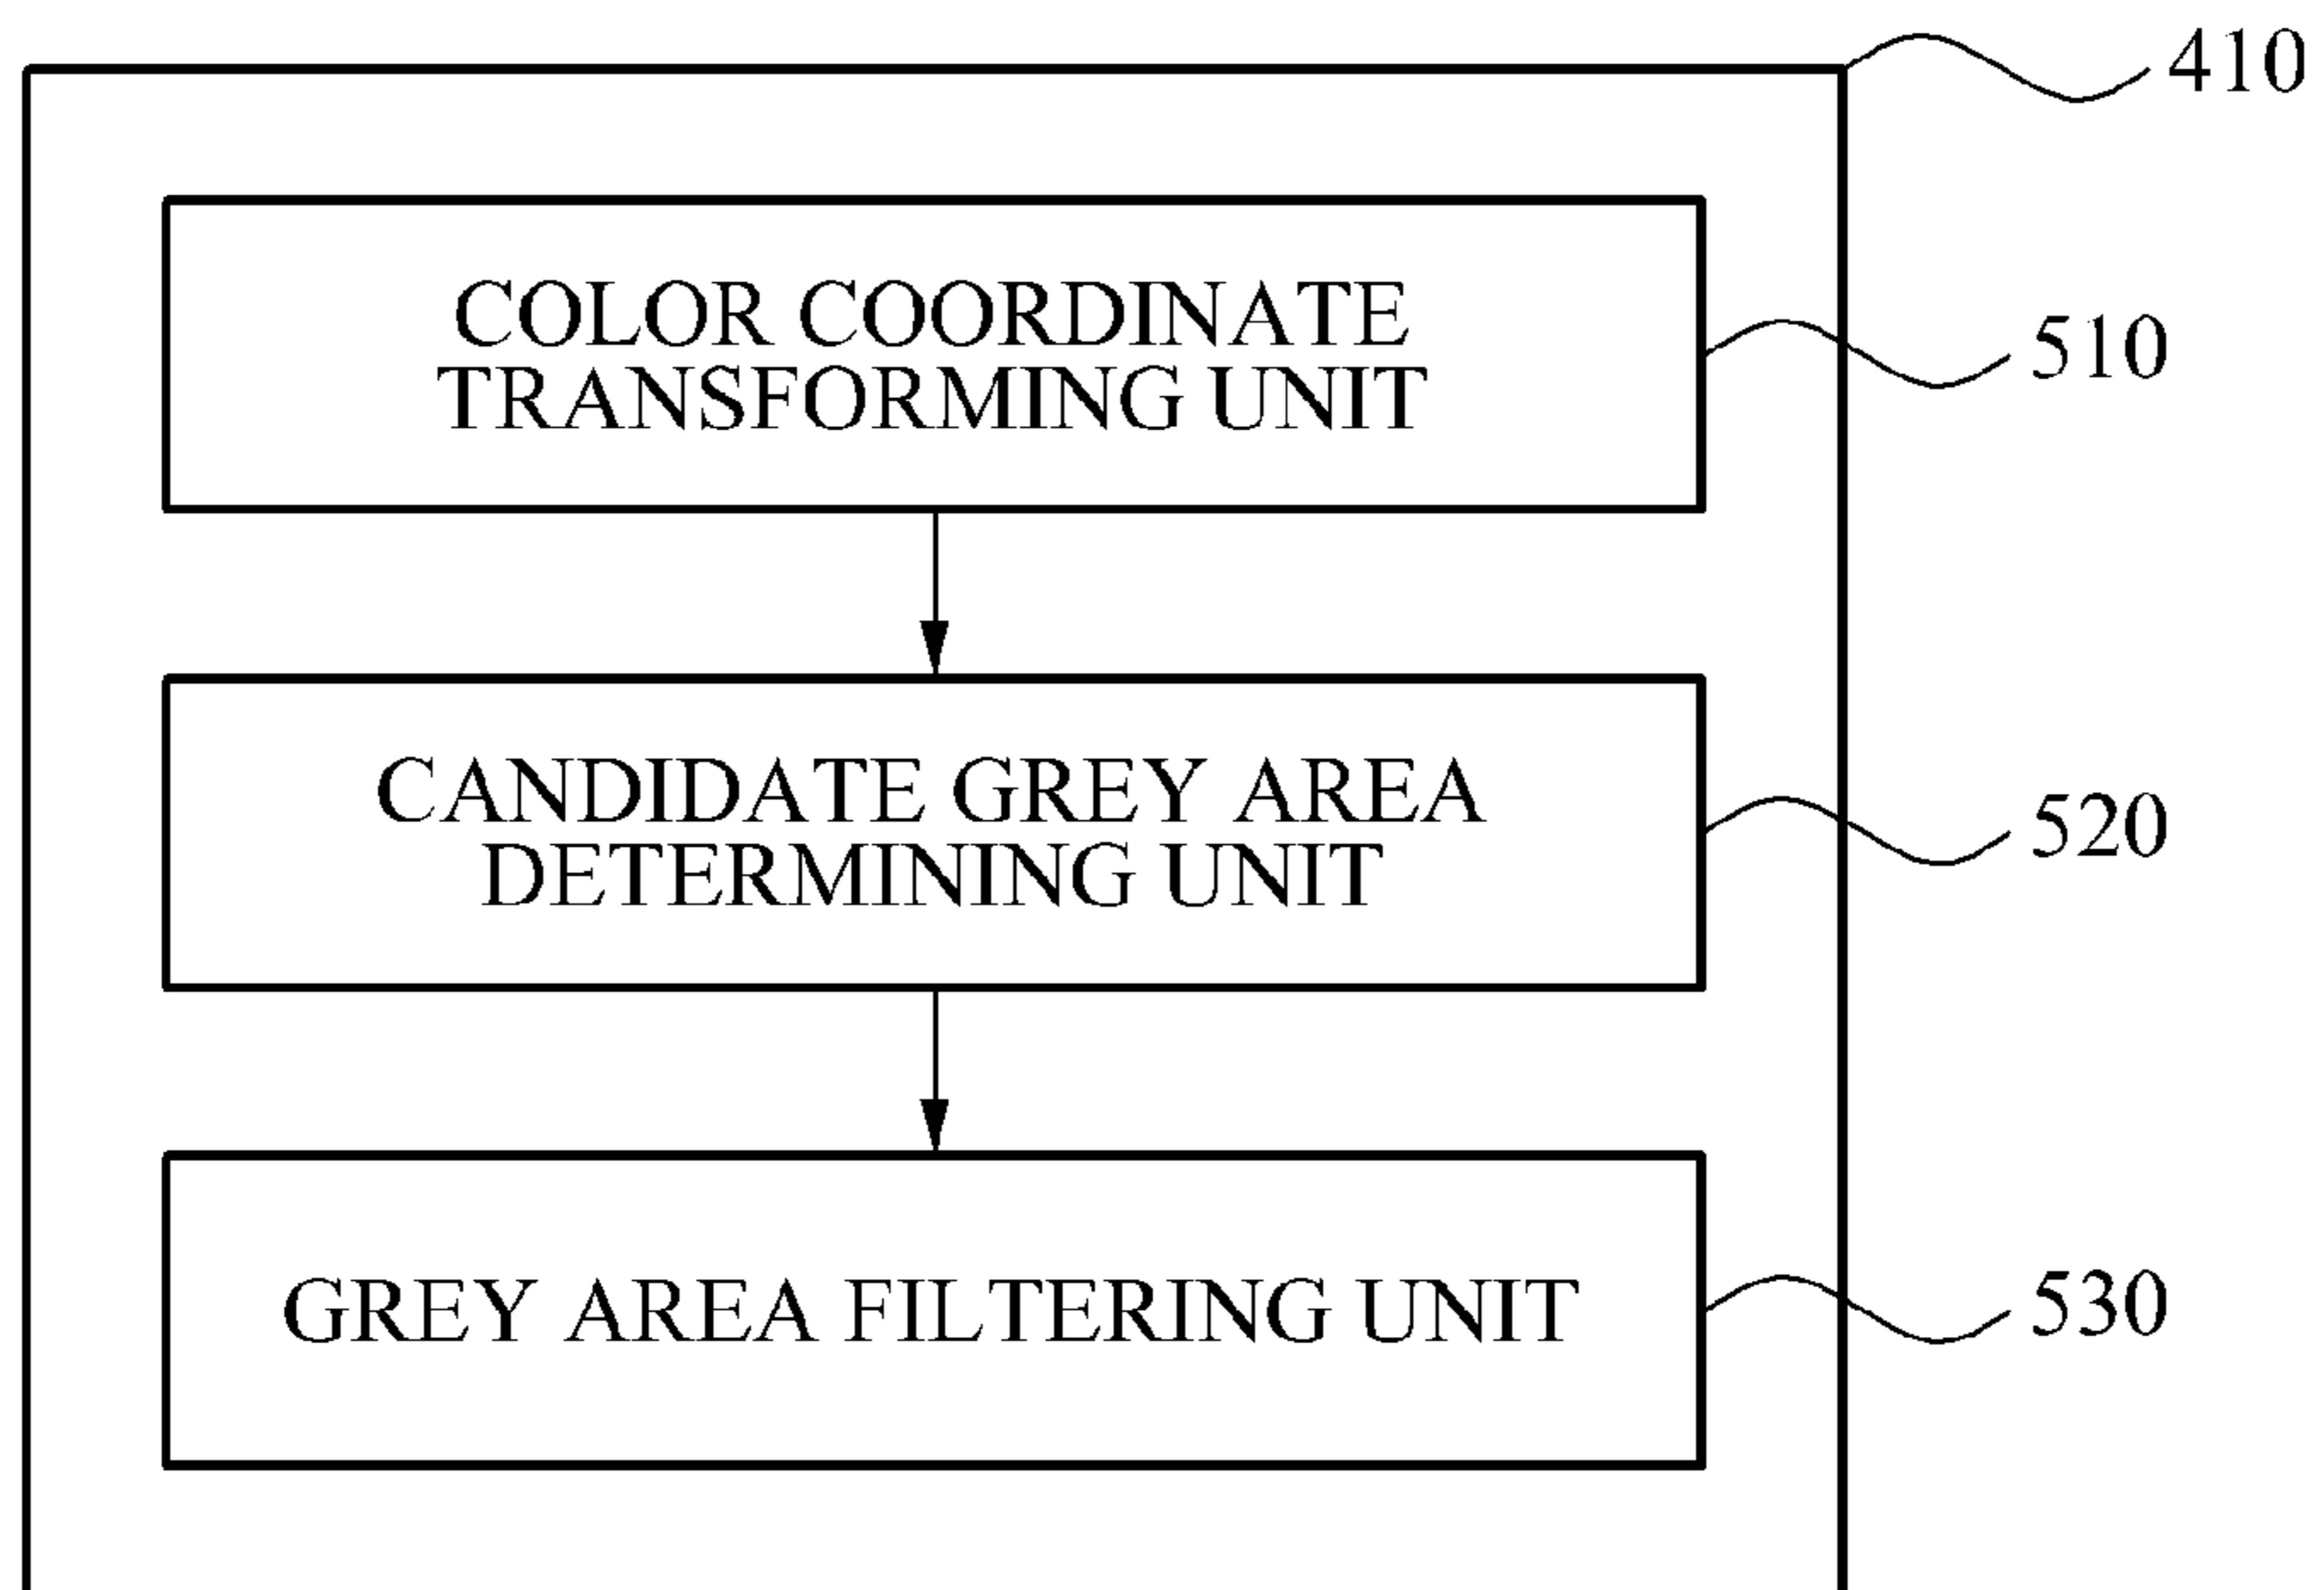 410
COLOR COORDINATE
TRANSFORMING UNIT
510
CANDIDATE GREY AREA
DETERMINING UNIT
520
GREY AREA FILTERING UNIT
530